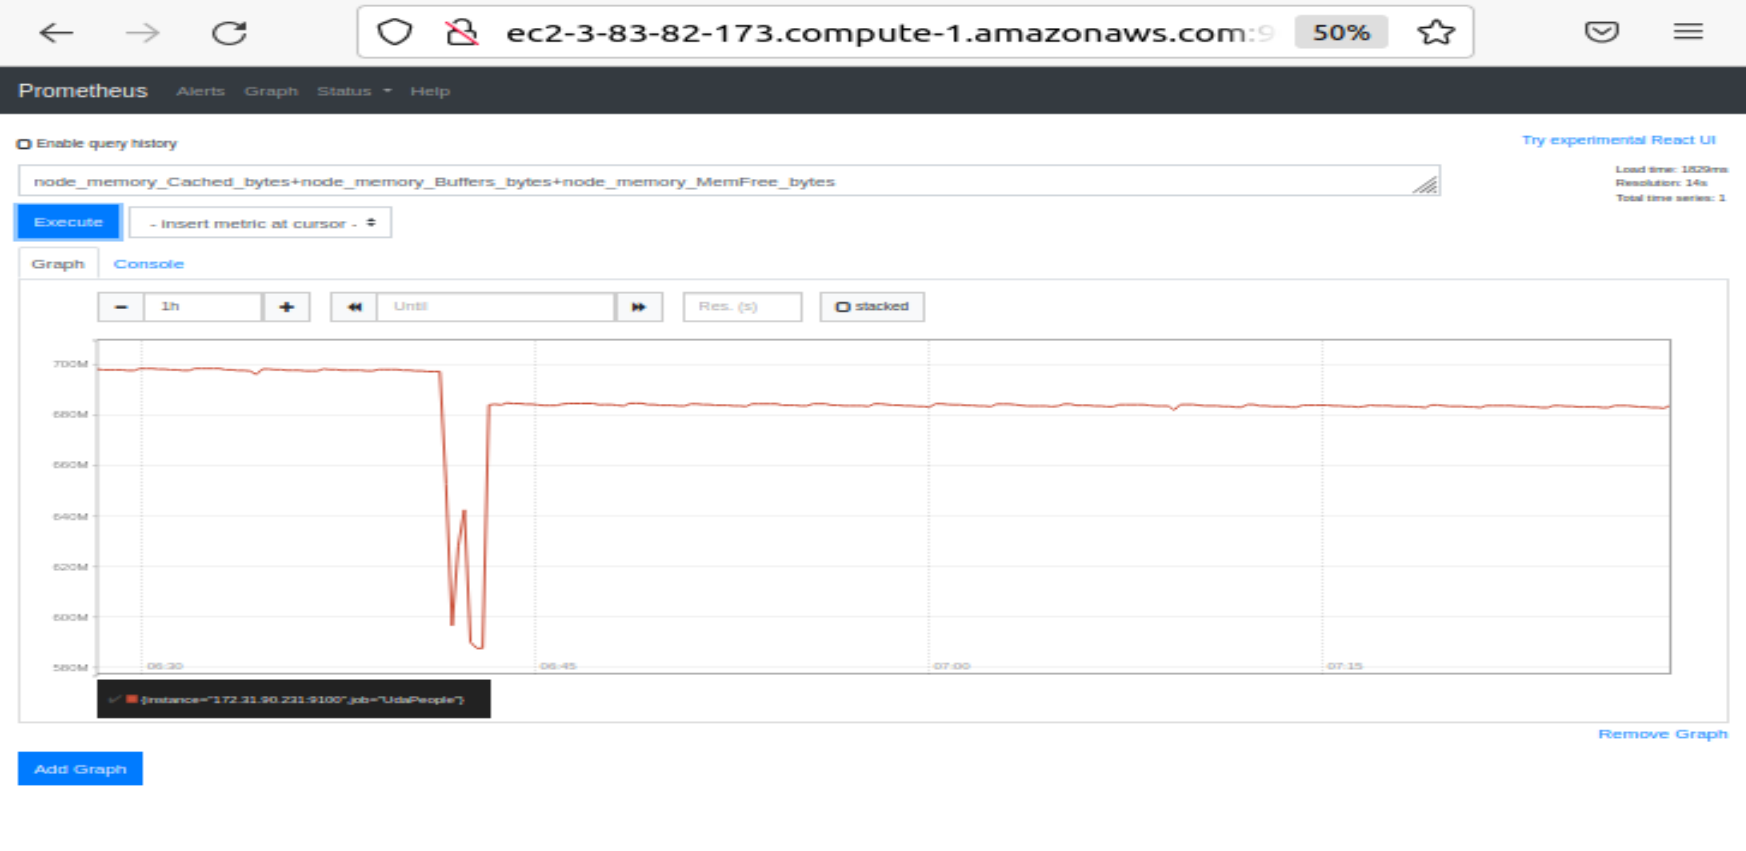 ec2-3-83-82-173.compute-1.amazonaws.com:9 50%
Prometheus Alerts Graph Status Help
Enable query history
Try experimental React UI
node_memory_Cached_bytes+node_memory_Buffers_bytes+node_memory_MemFree_bytes
Load time: 1829ms
Resolution: 14s
Total time series: 1
Execute - insert metric at cursor -
Graph Console
1h Until Res. (s) stacked
700M
680M
660M
640M
620M
600M
580M
06:30 06:45 07:00 07:15
{instance="172.31.90.231:9100",job="UdaPeople"}
Remove Graph
Add Graph